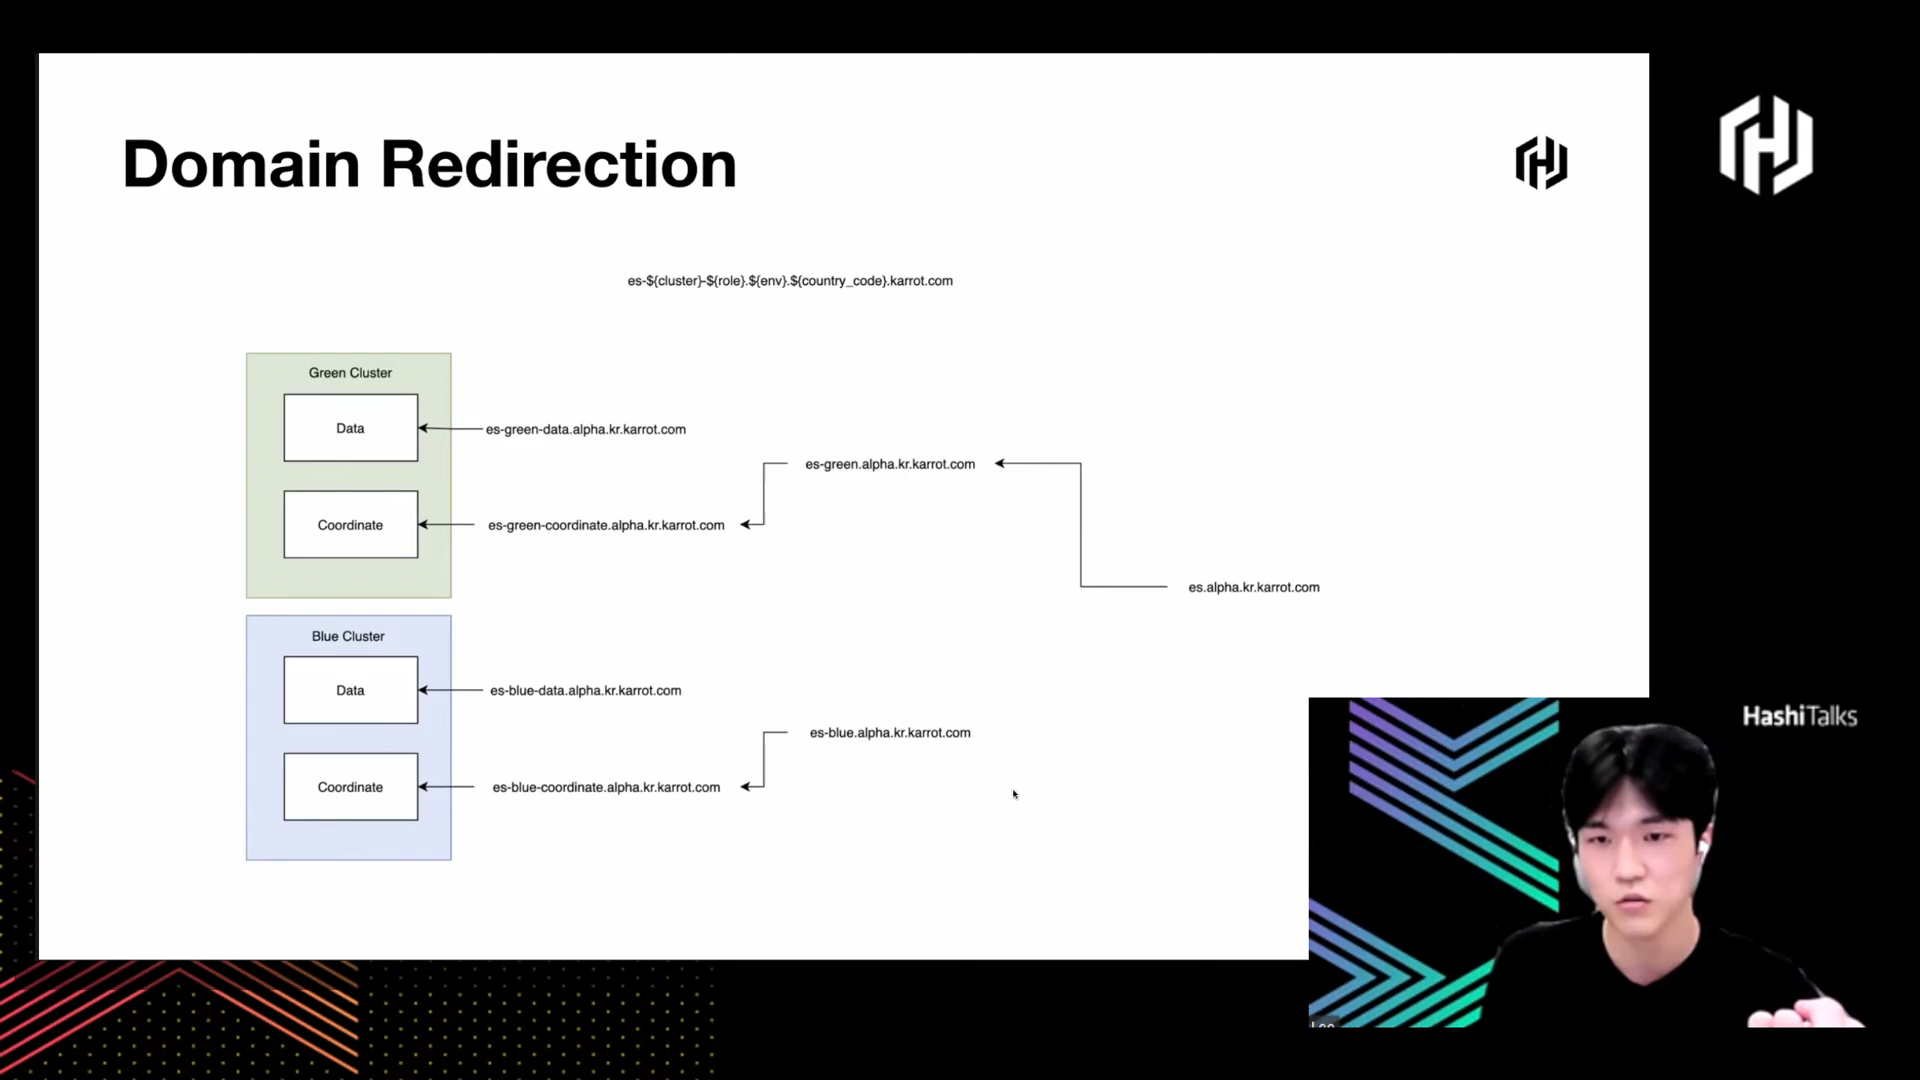 Domain Redirection
es-${cluster}-${role}.${env}.${country_code}.karrot.com
Green Cluster
Data
es-green-data.alpha.kr.karrot.com
es-green.alpha.kr.karrot.com
Coordinate
es-green-coordinate.alpha.kr.karrot.com
es.alpha.kr.karrot.com
Blue Cluster
Data
es-blue-data.alpha.kr.karrot.com
es-blue.alpha.kr.karrot.com
Coordinate
es-blue-coordinate.alpha.kr.karrot.com
HashiTalks